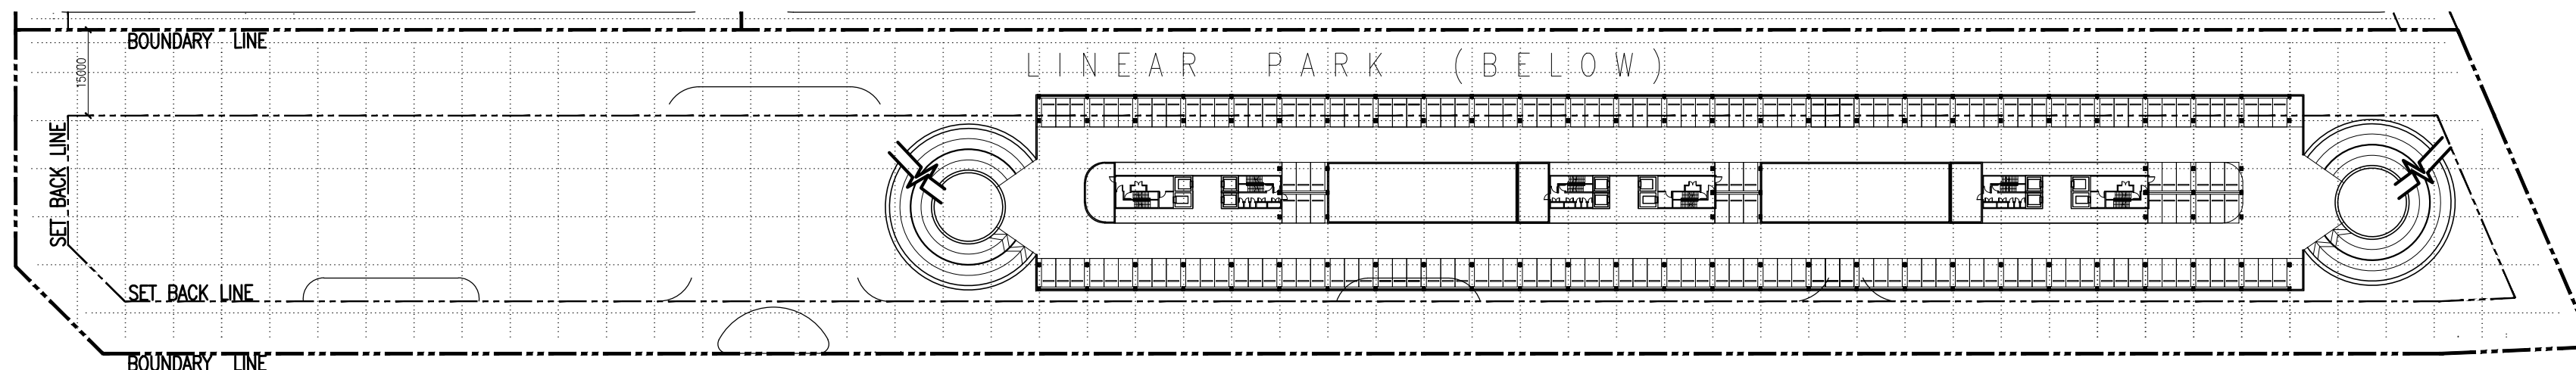 BOUNDARY LINE
LINEAR PARK (BELOW)
15000
SET BACK LINE
SET BACK LINE
BOUNDARY LINE